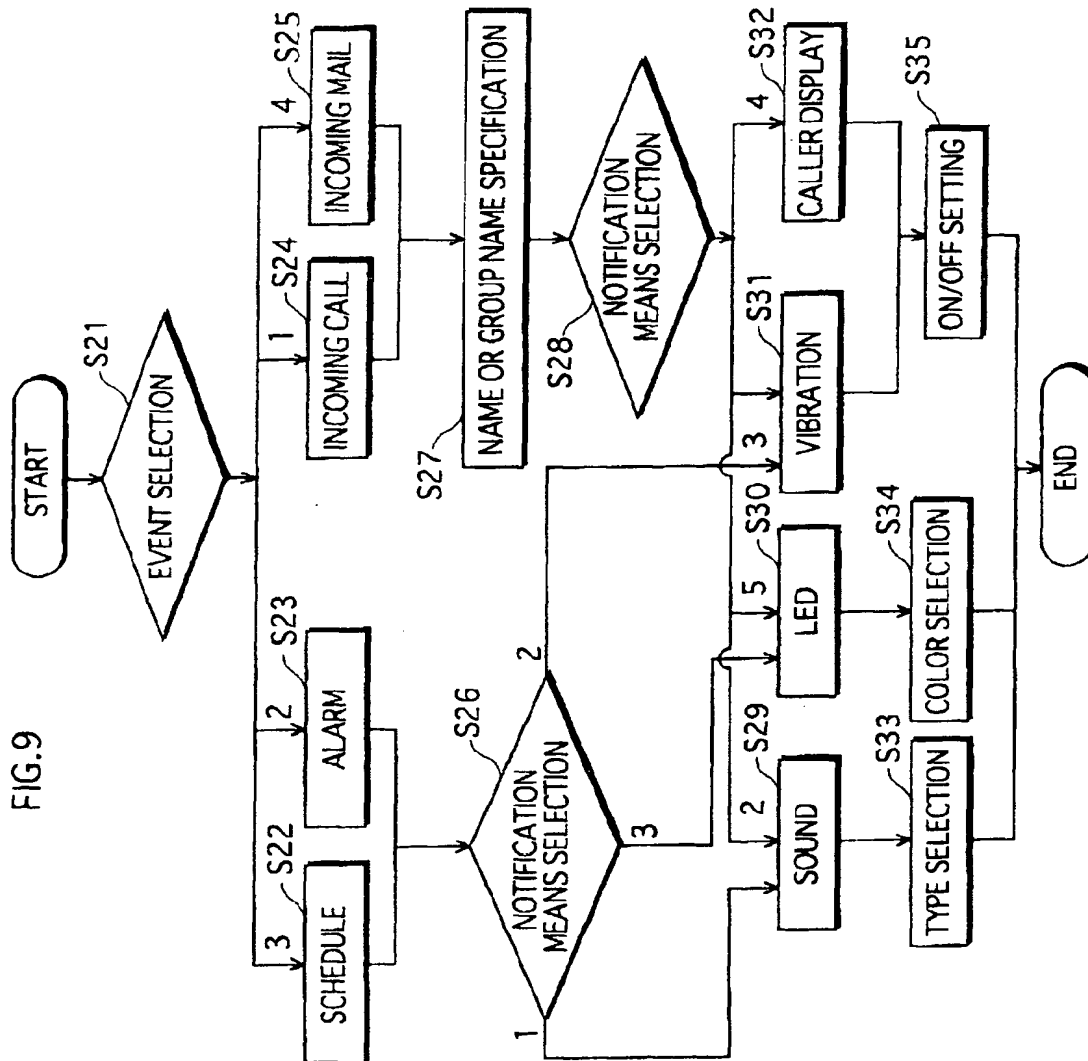 FIG.9
START
EVENT SELECTION
S21
3
SCHEDULE
S22
2
ALARM
S23
1
INCOMING CALL
S24
4
INCOMING MAIL
S25
NOTIFICATION
MEANS SELECTION
S26
1
2
3
NAME OR GROUP NAME SPECIFICATION
S27
NOTIFICATION
MEANS SELECTION
S28
2
SOUND
S29
5
LED
S30
3
VIBRATION
S31
4
CALLER DISPLAY
S32
TYPE SELECTION
S33
COLOR SELECTION
S34
ON/OFF SETTING
S35
END